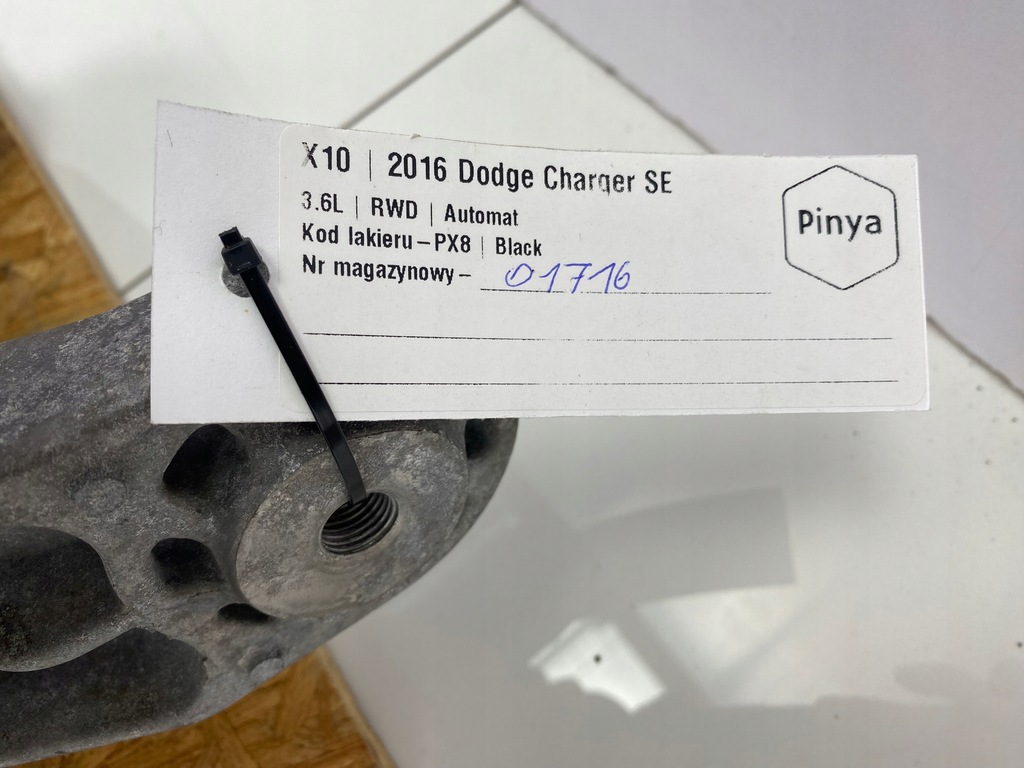 X10 | 2016 Dodge Charger SE
3.6L | RWD | Automat
Kod lakieru – PX8 | Black
Nr magazynowy – 01716
Pinya